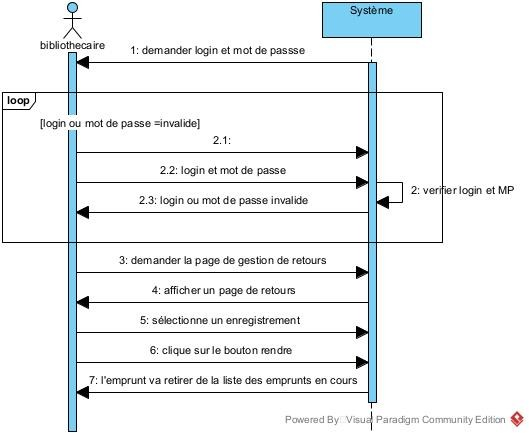 Système
bibliothecaire
1: demander login et mot de passse
loop
[login ou mot de passe =invalide]
2.1:
2.2: login et mot de passe
2: verifier login et MP
2.3: login ou mot de passe invalide
3: demander la page de gestion de retours
4: afficher un page de retours
5: sélectionne un enregistrement
6: clique sur le bouton rendre
7: l'emprunt va retirer de la liste des emprunts en cours
Powered By Visual Paradigm Community Edition